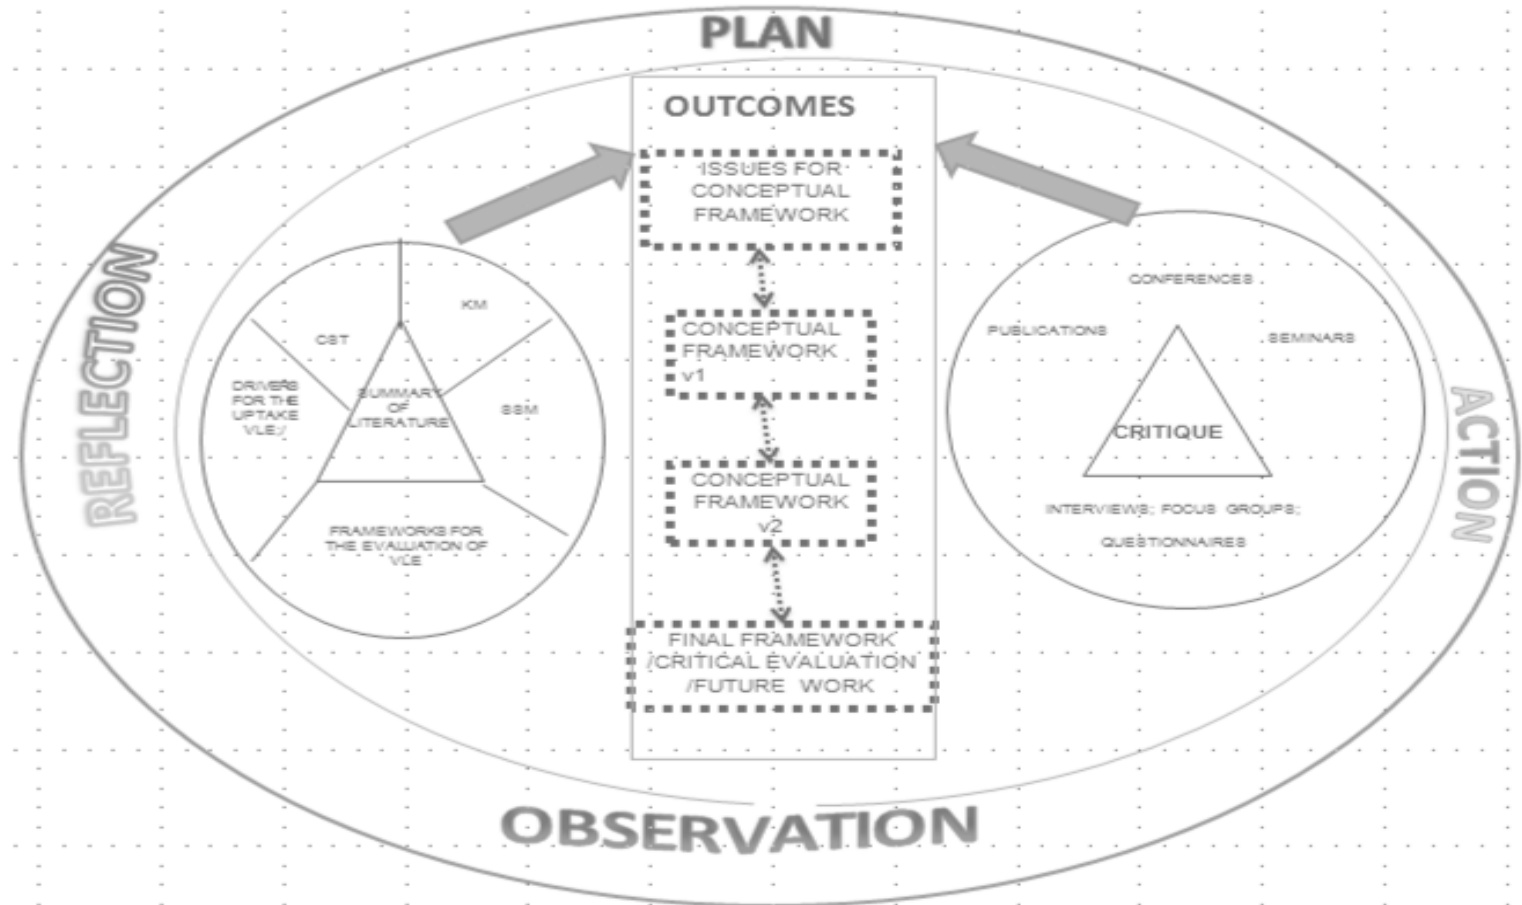 PLAN
OUTCOMES
ISSUES FOR
CONCEPTUAL
FRAMEWORK
CONCEPTUAL
FRAMEWORK
v1
CONCEPTUAL
FRAMEWORK
v2
FINAL FRAMEWORK
/CRITICAL EVALUATION
/FUTURE WORK
REFLECTION
KM
CST
DRIVERS
FOR THE
UPTAKE
VLE;/
SUMMARY
OF
LITERATURE
SSM
FRAMEWORKS FOR
THE EVALUATION OF
VLE
CONFERENCES
PUBLICATIONS
SEMINARS
CRITIQUE
INTERVIEWS; FOCUS GROUPS;
QUESTIONNAIRES
ACTION
OBSERVATION